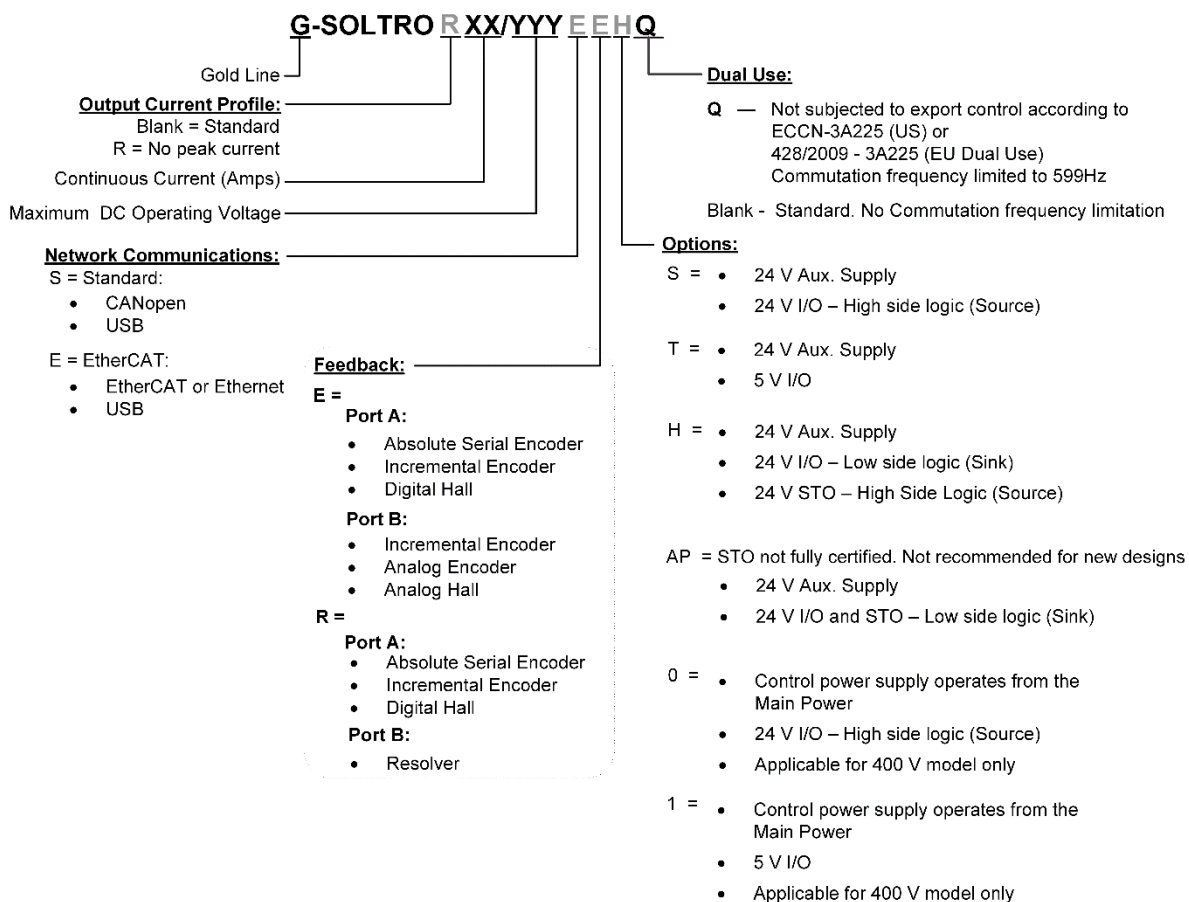 G-SOLTRO R XX/YYY E E H Q
Gold Line
Output Current Profile:
Blank = Standard
R = No peak current
Continuous Current (Amps)
Maximum DC Operating Voltage
Network Communications:
S = Standard:
• CANopen
• USB
E = EtherCAT:
• EtherCAT or Ethernet
• USB
Feedback:
E =
Port A:
• Absolute Serial Encoder
• Incremental Encoder
• Digital Hall
Port B:
• Incremental Encoder
• Analog Encoder
• Analog Hall
R =
Port A:
• Absolute Serial Encoder
• Incremental Encoder
• Digital Hall
Port B:
• Resolver
Dual Use:
Q — Not subjected to export control according to
ECCN-3A225 (US) or
428/2009 - 3A225 (EU Dual Use)
Commutation frequency limited to 599Hz
Blank - Standard. No Commutation frequency limitation
Options:
S = • 24 V Aux. Supply
• 24 V I/O – High side logic (Source)
T = • 24 V Aux. Supply
• 5 V I/O
H = • 24 V Aux. Supply
• 24 V I/O – Low side logic (Sink)
• 24 V STO – High Side Logic (Source)
AP = STO not fully certified. Not recommended for new designs
• 24 V Aux. Supply
• 24 V I/O and STO – Low side logic (Sink)
0 = • Control power supply operates from the
Main Power
• 24 V I/O – High side logic (Source)
• Applicable for 400 V model only
1 = • Control power supply operates from the
Main Power
• 5 V I/O
• Applicable for 400 V model only